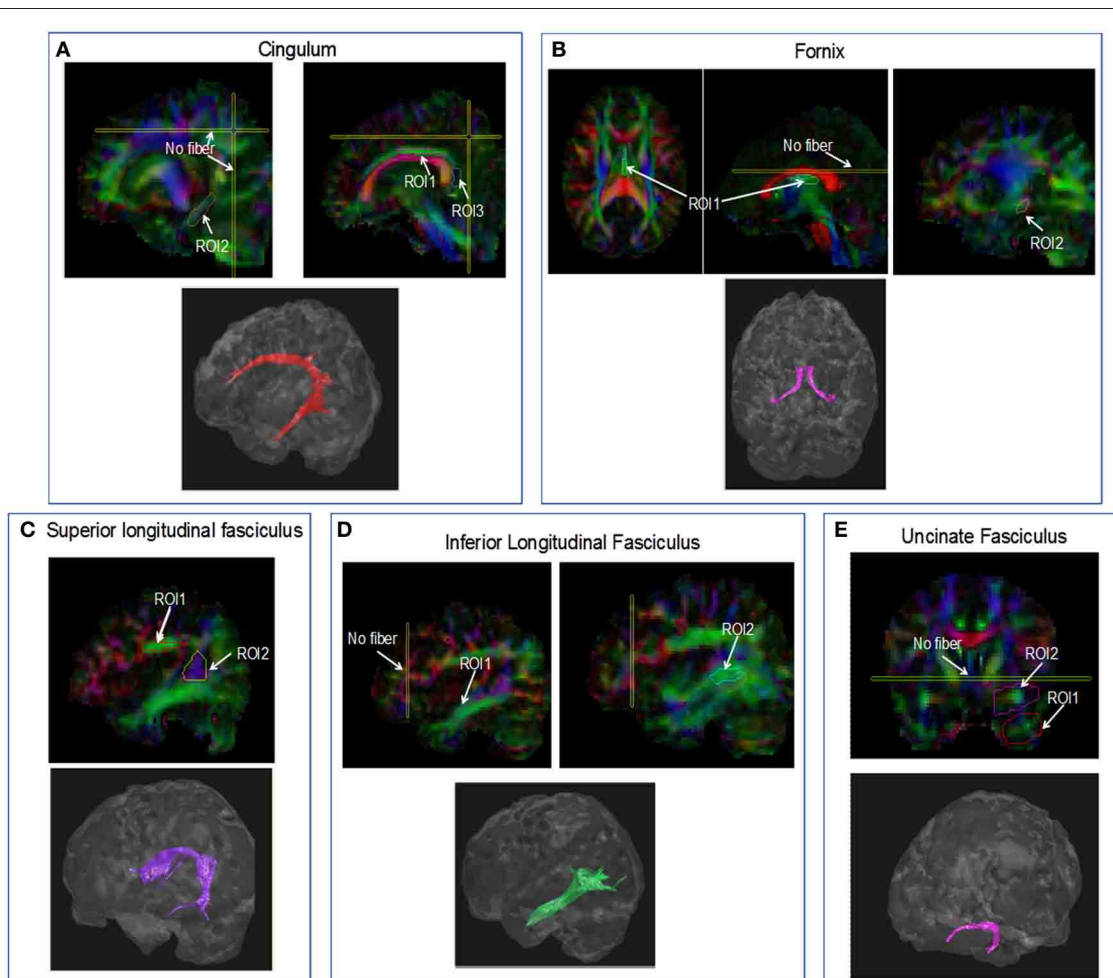 A
Cingulum
No fiber
ROI2
ROI1
ROI3
B
Fornix
No fiber
ROI1
ROI2
C Superior longitudinal fasciculus
ROI1
ROI2
D
Inferior Longitudinal Fasciculus
No fiber
ROI1
ROI2
E
Uncinate Fasciculus
No fiber
ROI2
ROI1